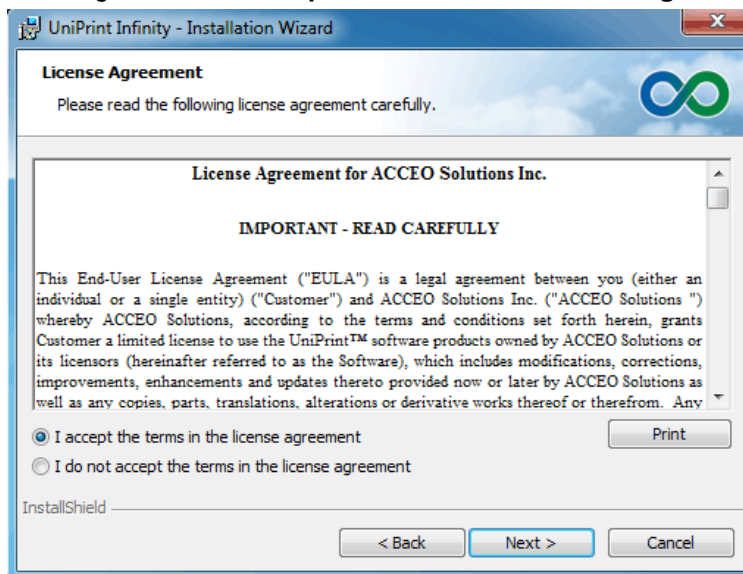 UniPrint Infinity - Installation Wizard
License Agreement
Please read the following license agreement carefully.
License Agreement for ACCEO Solutions Inc.
IMPORTANT - READ CAREFULLY
This End-User License Agreement ("EULA") is a legal agreement between you (either an
individual or a single entity) ("Customer") and ACCEO Solutions Inc. ("ACCEO Solutions ")
whereby ACCEO Solutions, according to the terms and conditions set forth herein, grants
Customer a limited license to use the UniPrint™ software products owned by ACCEO Solutions or
its licensors (hereinafter referred to as the Software), which includes modifications, corrections,
improvements, enhancements and updates thereto provided now or later by ACCEO Solutions as
well as any copies, parts, translations, alterations or derivative works thereof or therefrom. Any
I accept the terms in the license agreement
Print
I do not accept the terms in the license agreement
InstallShield
< Back
Next >
Cancel